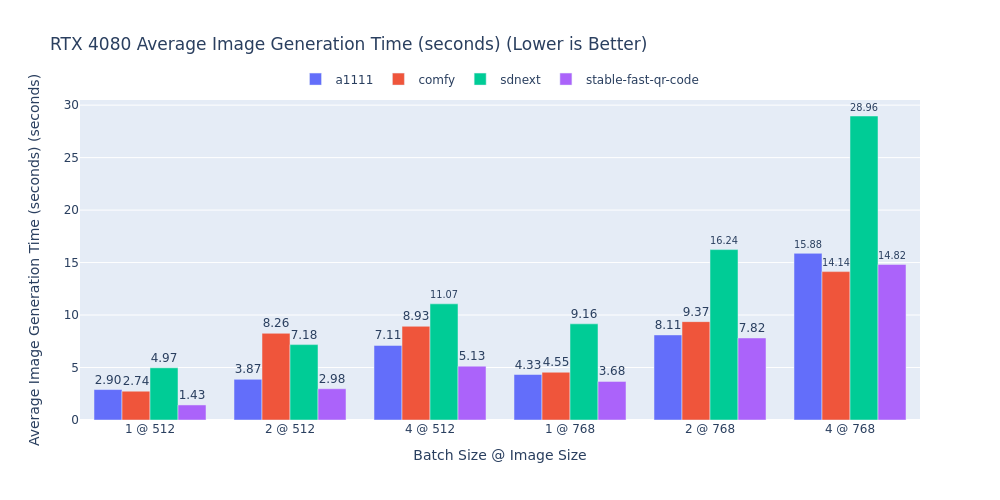 RTX 4080 Average Image Generation Time (seconds) (Lower is Better)
a1111 comfy sdnext stable-fast-qr-code
Average Image Generation Time (seconds) (seconds)
30
25
20
15
10
5
0
2.90 2.74 4.97 1.43
3.87 8.26 7.18 2.98
7.11 8.93 11.07 5.13
4.33 4.55 9.16 3.68
8.11 9.37 16.24 7.82
15.88 14.14 28.96 14.82
1 @ 512 2 @ 512 4 @ 512 1 @ 768 2 @ 768 4 @ 768
Batch Size @ Image Size